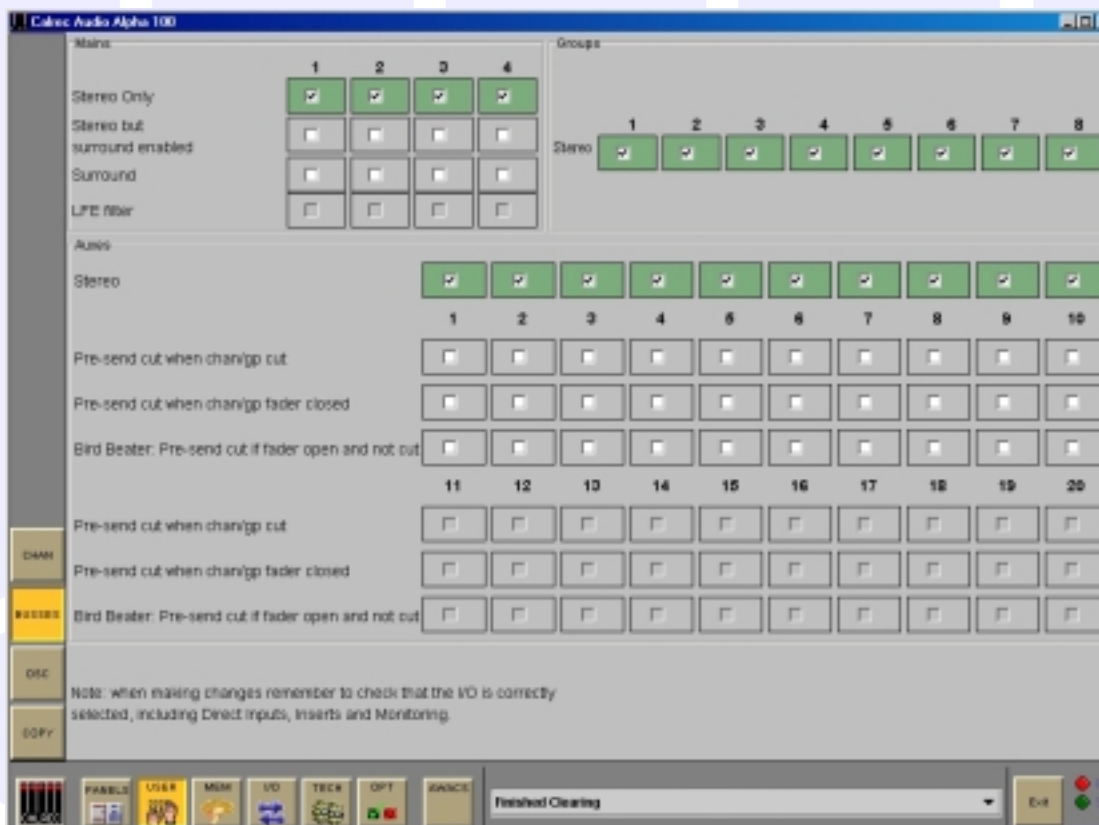 Calrec Audio Alpha 100
Mains
Groups
1 2 3 4
Stereo Only
Stereo but
surround enabled
Surround
LFE filter
1 2 3 4 5 6 7 8
Stereo
Auxes
Stereo
1 2 3 4 5 6 7 8 9 10
Pre-send cut when chan/gp cut
Pre-send cut when chan/gp fader closed
Bird Beater: Pre-send cut if fader open and not cut
11 12 13 14 15 16 17 18 19 20
Pre-send cut when chan/gp cut
Pre-send cut when chan/gp fader closed
Bird Beater: Pre-send cut if fader open and not cut
CHAN
BUSSES
OSC
COPY
Note: when making changes remember to check that the I/O is correctly
selected, including Direct Inputs, Inserts and Monitoring.
PANELS USER MEM I/O TECH OPT AWACS
Finished Clearing
Exit